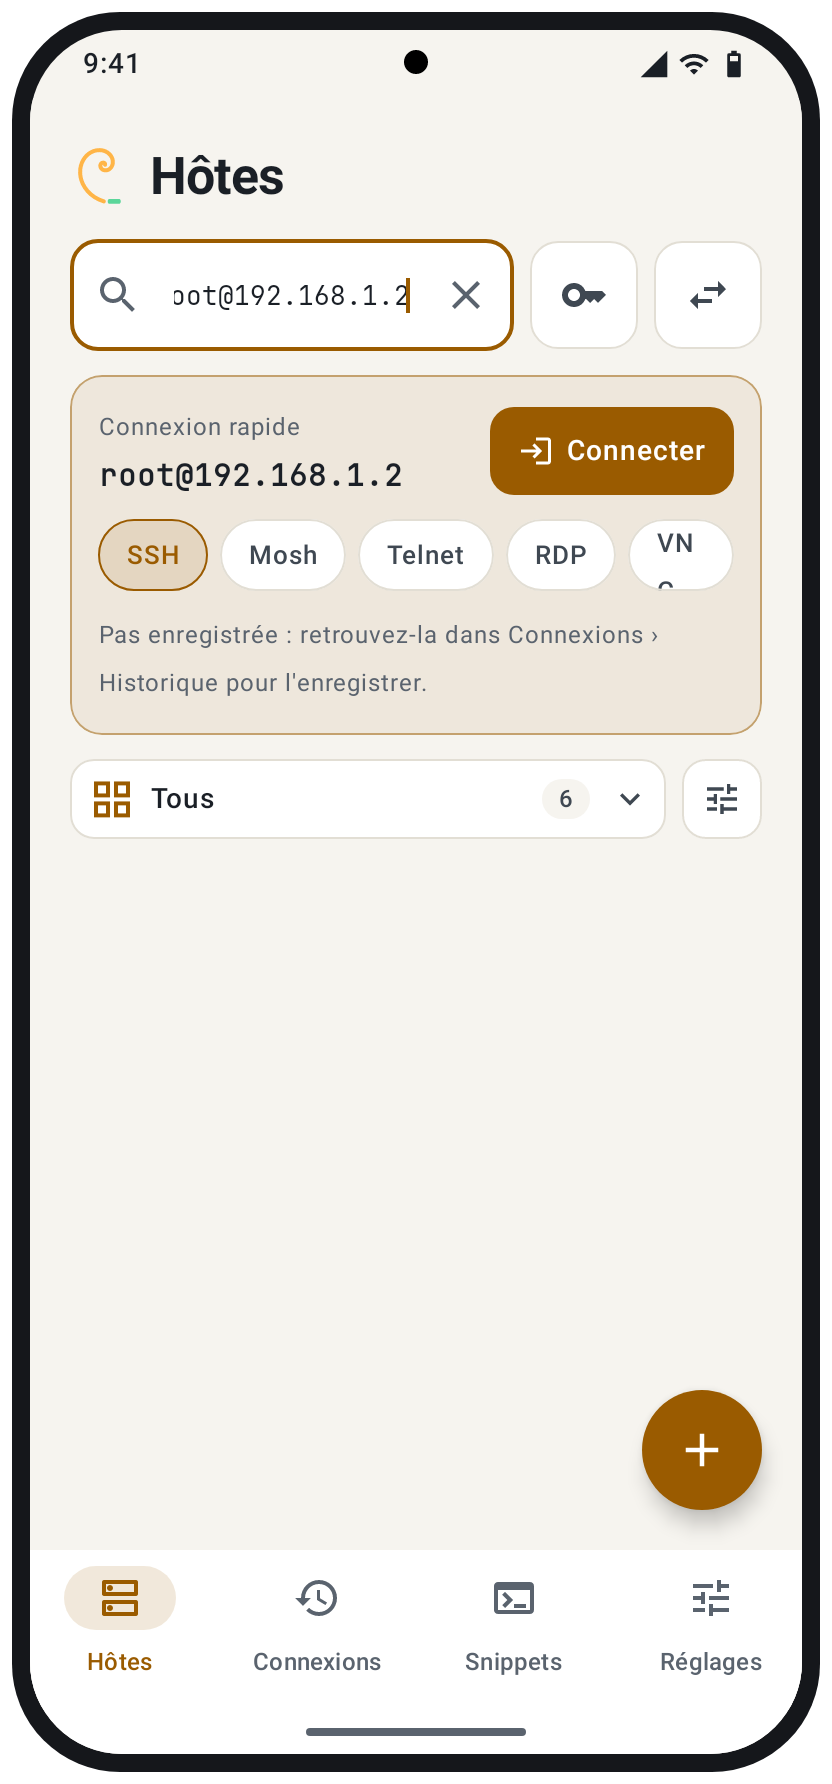 9:41
Hôtes
oot@192.168.1.2
Connexion rapide
root@192.168.1.2
Connecter
SSH
Mosh
Telnet
RDP
VN
Pas enregistrée : retrouvez-la dans Connexions ›
Historique pour l'enregistrer.
Tous
6
Hôtes
Connexions
Snippets
Réglages